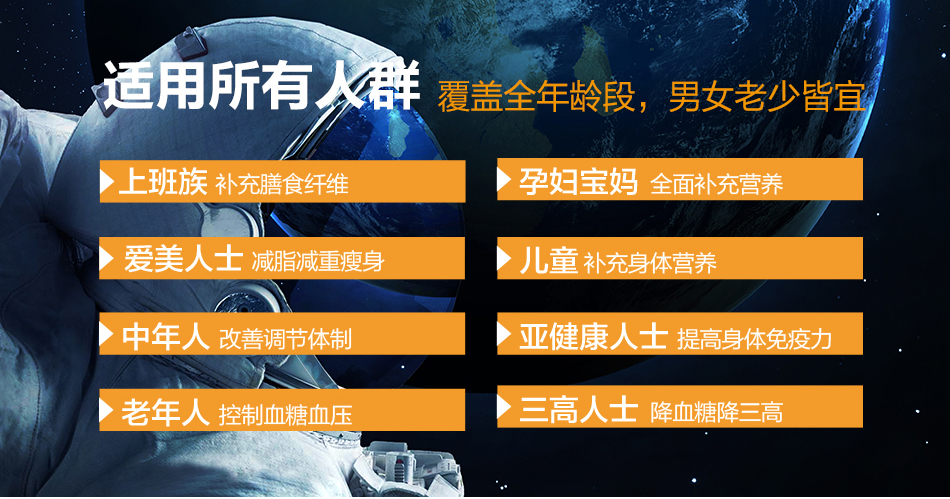 适用所有人群 覆盖全年龄段，男女老少皆宜
上班族 补充膳食纤维
孕妇宝妈 全面补充营养
爱美人士 减脂减重瘦身
儿童 补充身体营养
中年人 改善调节体制
亚健康人士 提高身体免疫力
老年人 控制血糖血压
三高人士 降血糖降三高